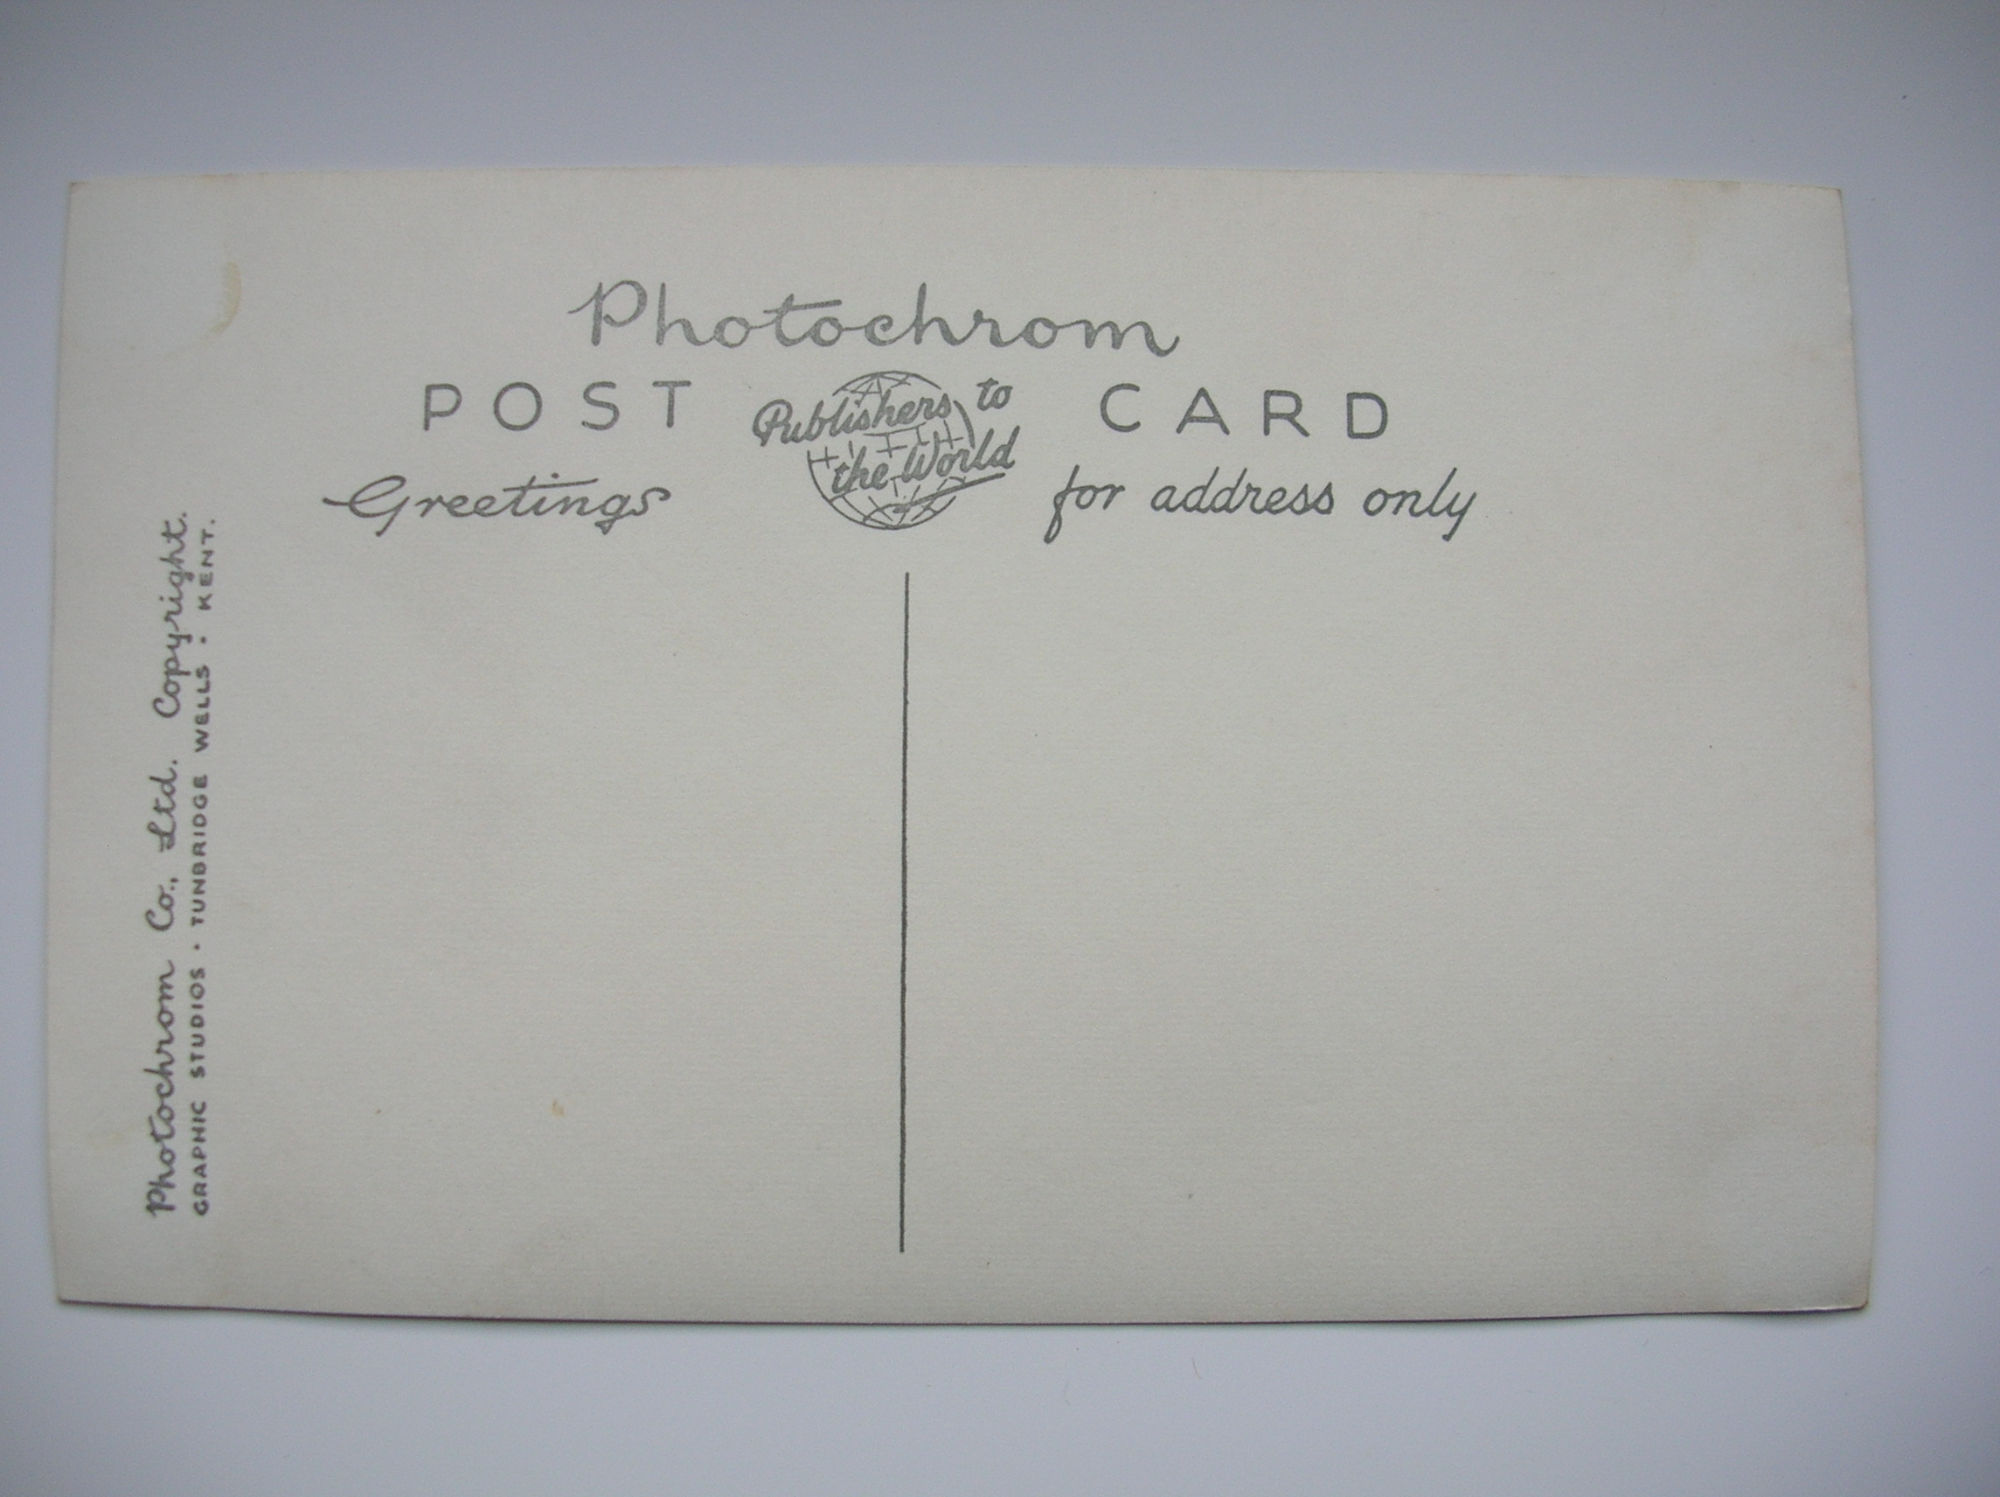 Photochrom
POST CARD
Publishers to
the World
Greetings
for address only
Photochrom Co., Ltd. Copyright.
GRAPHIC STUDIOS · TUNBRIDGE WELLS · KENT.